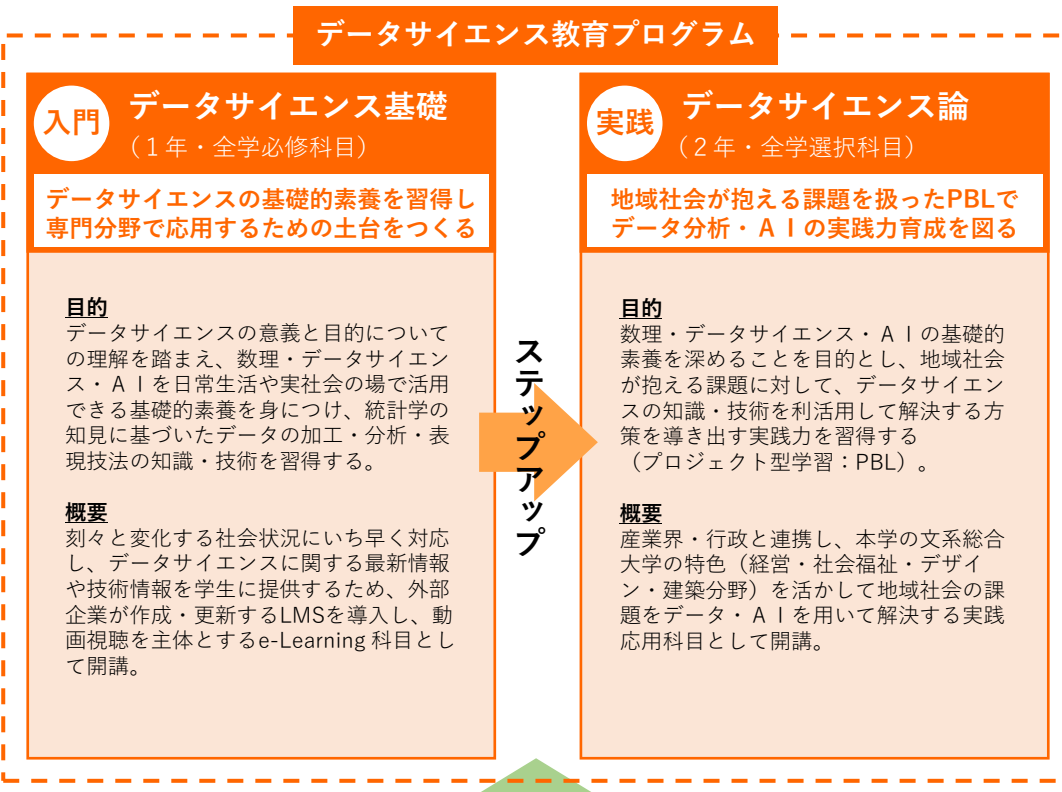 データサイエンス教育プログラム
入門
データサイエンス基礎
（１年・全学必修科目）
データサイエンスの基礎的素養を習得し
専門分野で応用するための土台をつくる
目的
データサイエンスの意義と目的について
の理解を踏まえ、数理・データサイエン
ス・ＡＩを日常生活や実社会の場で活用
できる基礎的素養を身につけ、統計学の
知見に基づいたデータの加工・分析・表
現技法の知識・技術を習得する。
概要
刻々と変化する社会状況にいち早く対応
し、データサイエンスに関する最新情報
や技術情報を学生に提供するため、外部
企業が作成・更新するLMSを導入し、動
画視聴を主体とするe-Learning 科目とし
て開講。
ステップアップ
実践
データサイエンス論
（２年・全学選択科目）
地域社会が抱える課題を扱ったPBLで
データ分析・ＡＩの実践力育成を図る
目的
数理・データサイエンス・ＡＩの基礎的
素養を深めることを目的とし、地域社会
が抱える課題に対して、データサイエン
スの知識・技術を利活用して解決する方
策を導き出す実践力を習得する
（プロジェクト型学習：PBL）。
概要
産業界・行政と連携し、本学の文系総合
大学の特色（経営・社会福祉・デザイ
ン・建築分野）を活かして地域社会の課
題をデータ・ＡＩを用いて解決する実践
応用科目として開講。